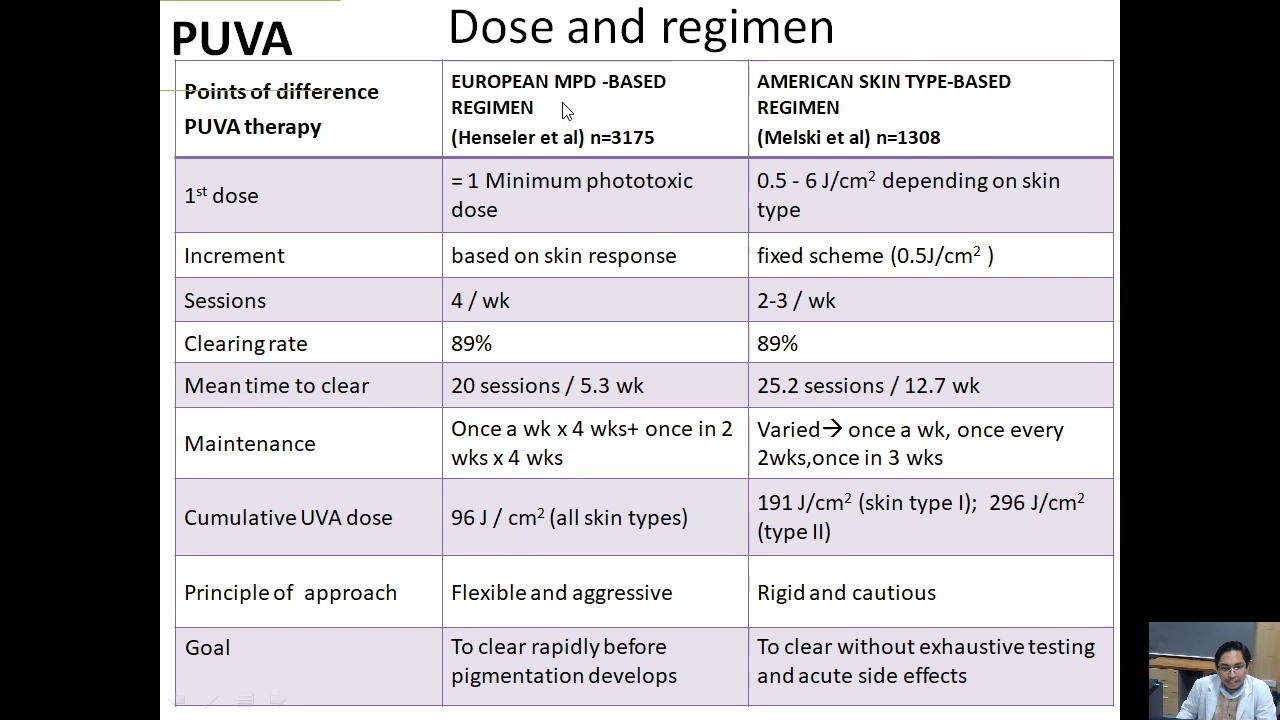 PUVA
Dose and regimen
Points of difference
PUVA therapy
EUROPEAN MPD -BASED
REGIMEN
(Henseler et al) n=3175
AMERICAN SKIN TYPE-BASED
REGIMEN
(Melski et al) n=1308
1st dose
= 1 Minimum phototoxic
dose
0.5 - 6 J/cm² depending on skin
type
Increment
based on skin response
fixed scheme (0.5J/cm² )
Sessions
4 / wk
2-3 / wk
Clearing rate
89%
89%
Mean time to clear
20 sessions / 5.3 wk
25.2 sessions / 12.7 wk
Maintenance
Once a wk x 4 wks+ once in 2
wks x 4 wks
Varied→ once a wk, once every
2wks,once in 3 wks
Cumulative UVA dose
96 J / cm² (all skin types)
191 J/cm² (skin type I); 296 J/cm²
(type II)
Principle of approach
Flexible and aggressive
Rigid and cautious
Goal
To clear rapidly before
pigmentation develops
To clear without exhaustive testing
and acute side effects